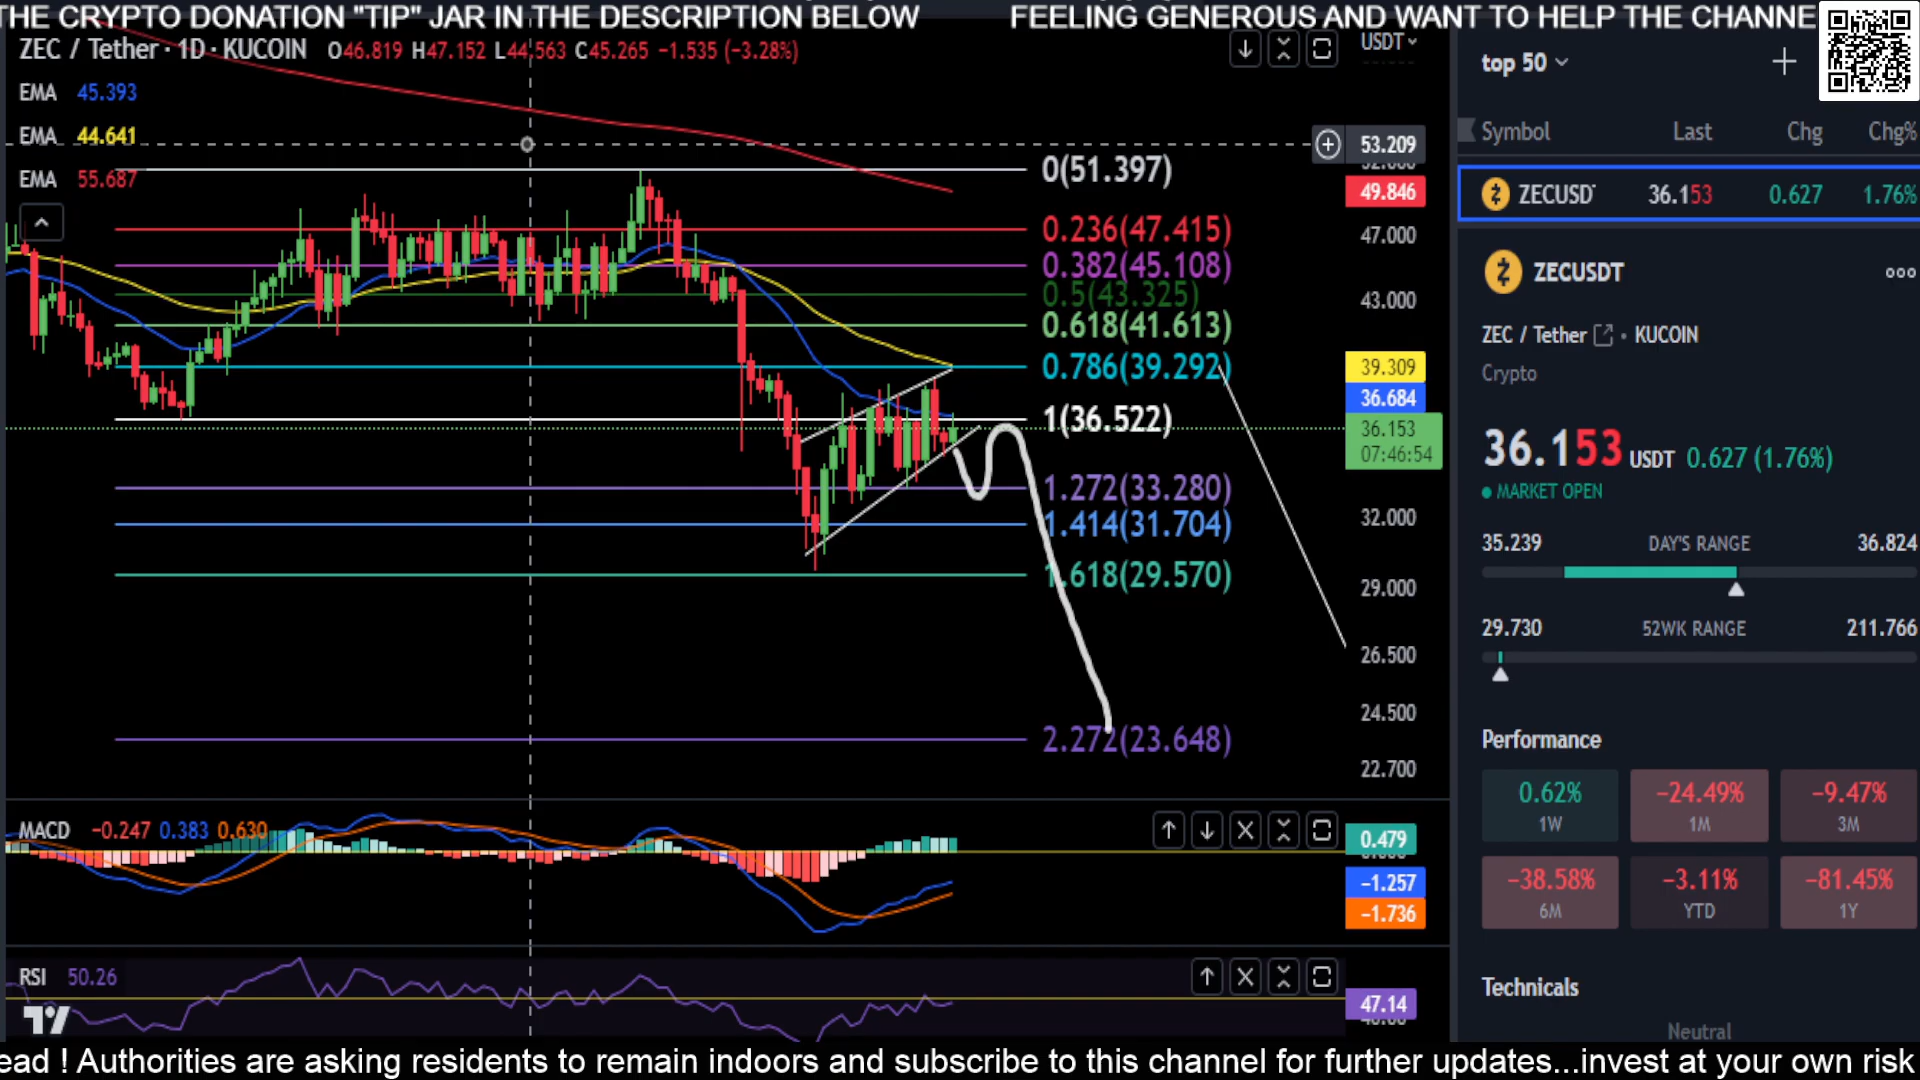 THE CRYPTO DONATION "TIP" JAR IN THE DESCRIPTION BELOW FEELING GENEROUS AND WANT TO HELP THE CHANNE
ZEC / Tether · 1D · KUCOIN O46.819 H47.152 L44.563 C45.265 −1.535 (−3.28%)
USDT
EMA 45.393
EMA 44.641
EMA 55.687
53.209
49.846
47.000
43.000
39.309
36.684
36.153
07:46:54
32.000
29.000
26.500
24.500
22.700
0(51.397)
0.236(47.415)
0.382(45.108)
0.5(43.325)
0.618(41.613)
0.786(39.292)
1(36.522)
1.272(33.280)
1.414(31.704)
1.618(29.570)
2.272(23.648)
MACD −0.247 0.383 0.630
0.479
−1.257
−1.736
RSI 50.26
47.14
top 50
Symbol Last Chg Chg%
ZECUSDT 36.153 0.627 1.76%
ZECUSDT
ZEC / Tether · KUCOIN
Crypto
36.153 USDT 0.627 (1.76%)
MARKET OPEN
35.239 DAY'S RANGE 36.824
29.730 52WK RANGE 211.766
Performance
0.62% −24.49% −9.47%
1W 1M 3M
−38.58% −3.11% −81.45%
6M YTD 1Y
Technicals
Neutral
ead ! Authorities are asking residents to remain indoors and subscribe to this channel for further updates...invest at your own risk